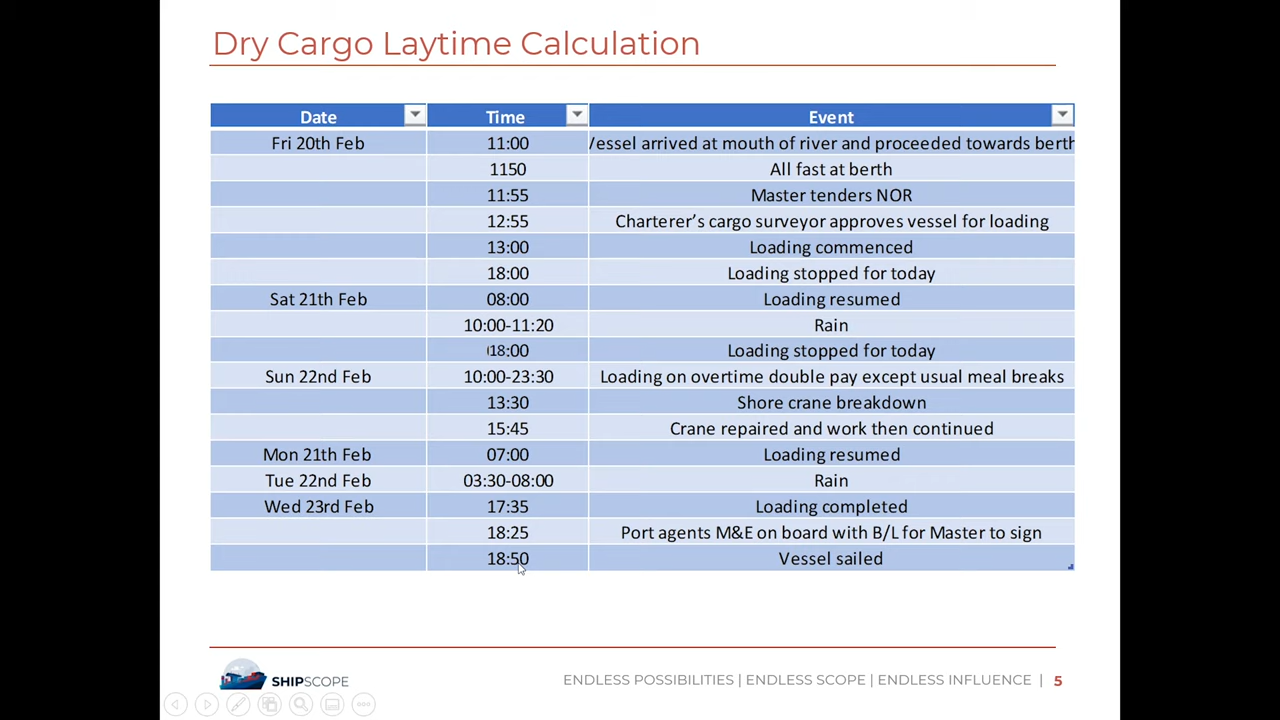 Dry Cargo Laytime Calculation
Date Time Event
Fri 20th Feb 11:00 Vessel arrived at mouth of river and proceeded towards berth
1150 All fast at berth
11:55 Master tenders NOR
12:55 Charterer’s cargo surveyor approves vessel for loading
13:00 Loading commenced
18:00 Loading stopped for today
Sat 21th Feb 08:00 Loading resumed
10:00-11:20 Rain
18:00 Loading stopped for today
Sun 22nd Feb 10:00-23:30 Loading on overtime double pay except usual meal breaks
13:30 Shore crane breakdown
15:45 Crane repaired and work then continued
Mon 21th Feb 07:00 Loading resumed
Tue 22nd Feb 03:30-08:00 Rain
Wed 23rd Feb 17:35 Loading completed
18:25 Port agents M&E on board with B/L for Master to sign
18:50 Vessel sailed
SHIPSCOPE
ENDLESS POSSIBILITIES | ENDLESS SCOPE | ENDLESS INFLUENCE | 5